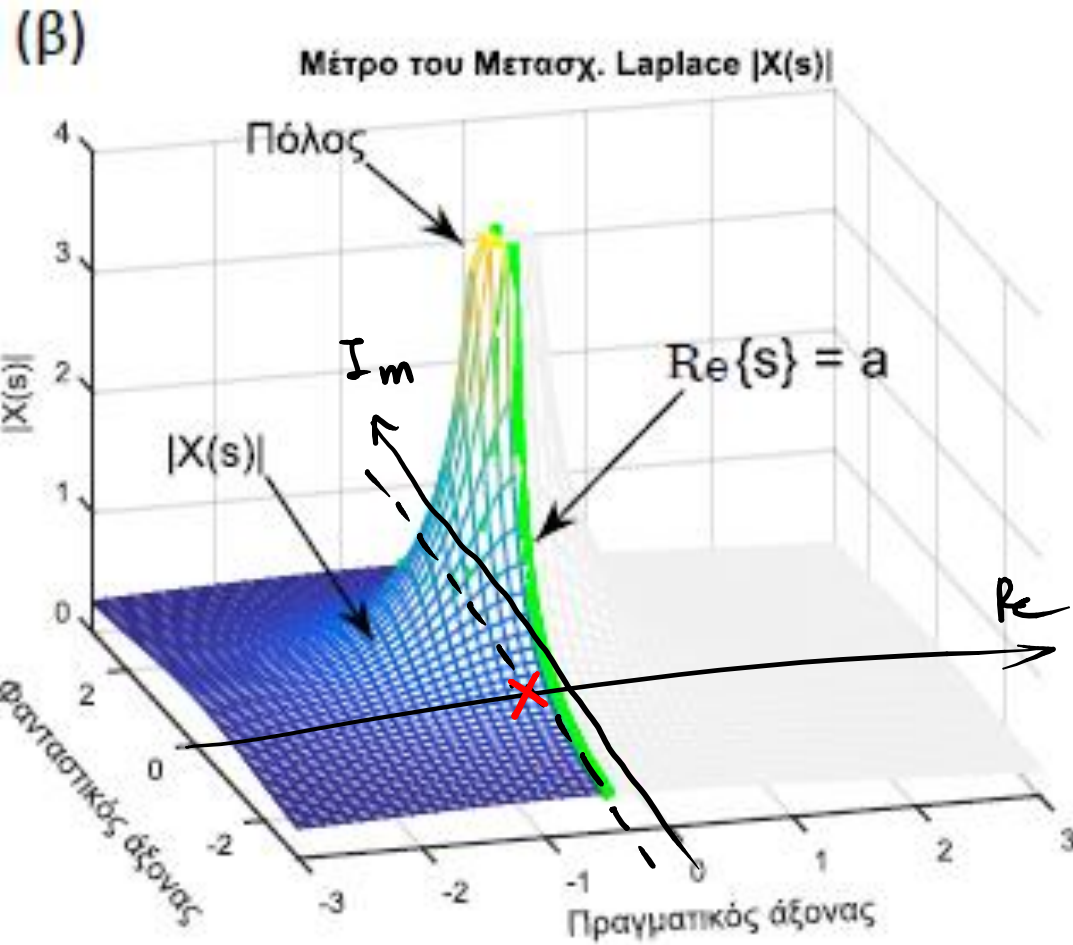 (β)
Μέτρο του Μετασχ. Laplace |X(s)|
Πόλος
4
3
2
1
0
|X(s)|
Im
Re{s} = a
|X(s)|
Re
2
0
-2
Φανταστικός άξονας
-3
-2
-1
0
1
2
3
Πραγματικός άξονας